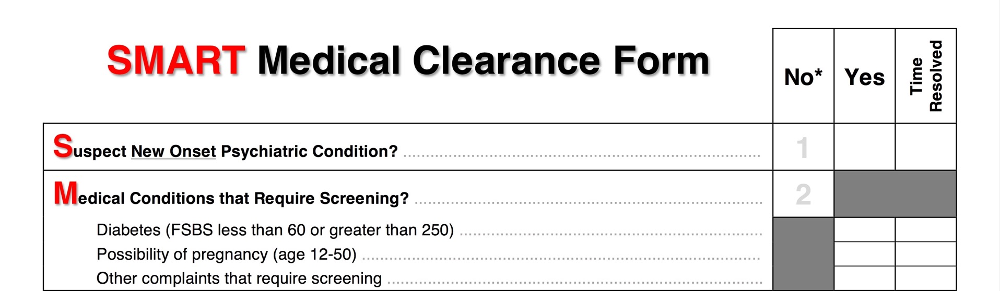 SMART Medical Clearance Form
No*
Yes
Time
Resolved
Suspect New Onset Psychiatric Condition?
1
Medical Conditions that Require Screening?
2
Diabetes (FSBS less than 60 or greater than 250)
Possibility of pregnancy (age 12-50)
Other complaints that require screening